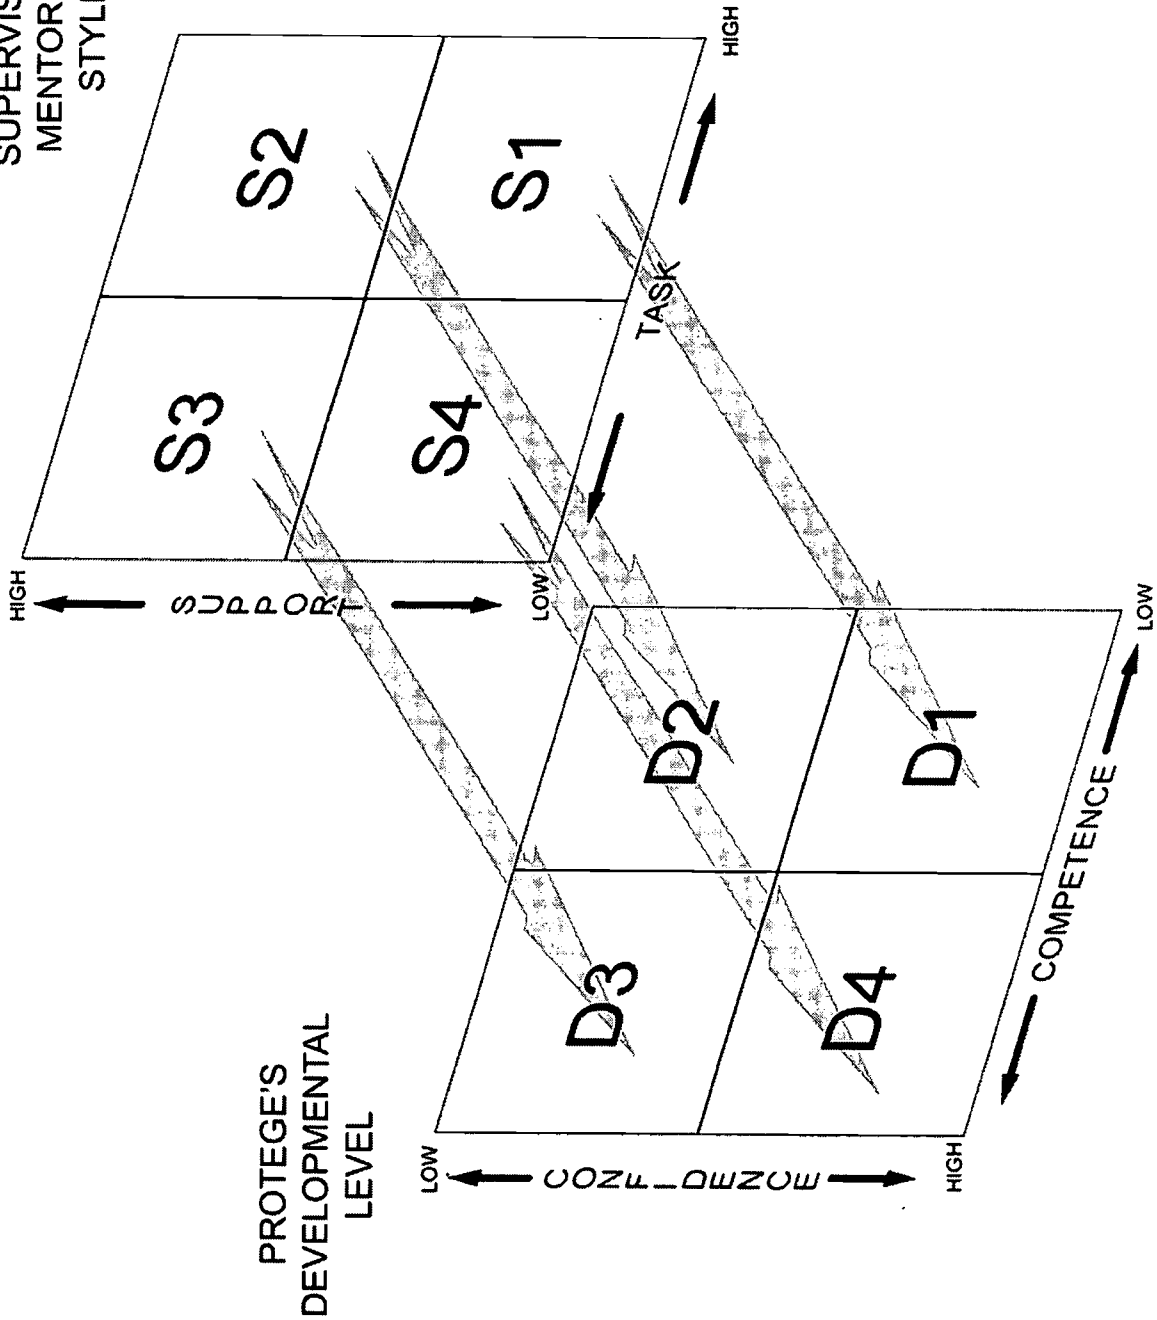 SUPERVIS
MENTOR
STYL
HIGH
SUPPORT
LOW
S3
S2
S4
S1
TASK
HIGH
PROTEGE'S
DEVELOPMENTAL
LEVEL
LOW
CONFIDENCE
HIGH
D3
D2
D4
D1
COMPETENCE
LOW